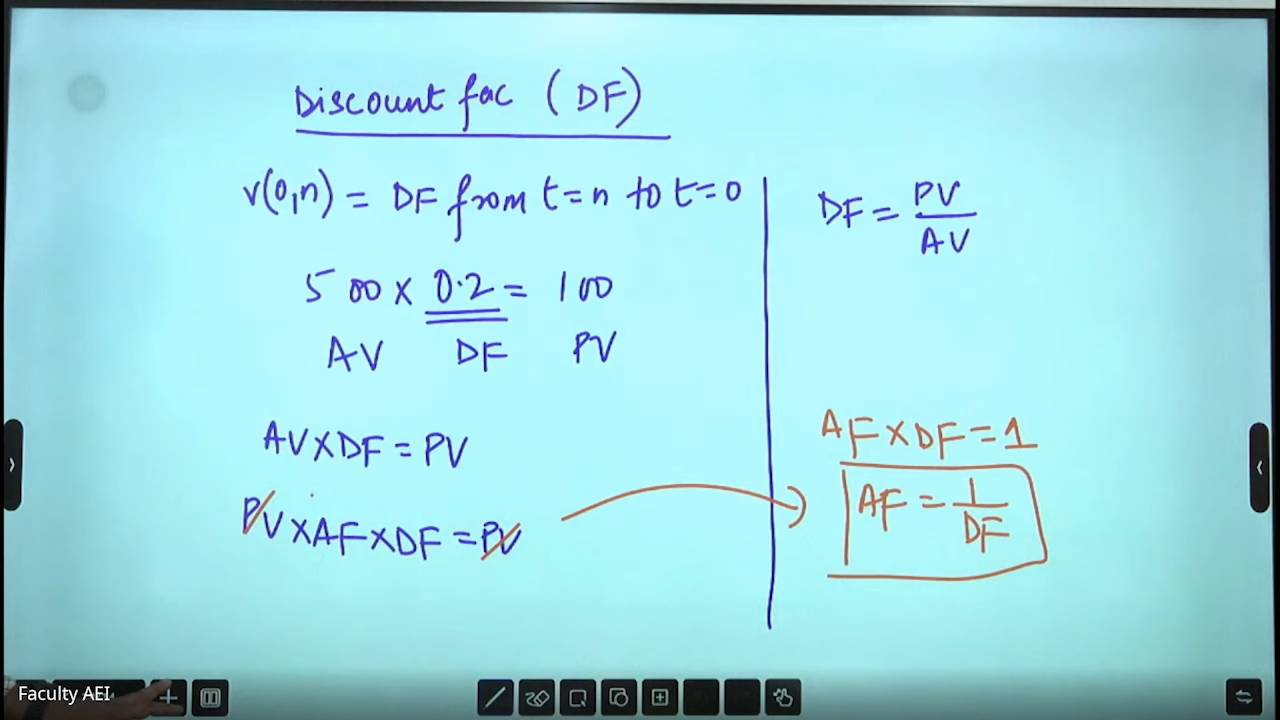 Discount fac (DF)
v(0,n) = DF from t=n to t=0
500 × 0.2 = 100
AV DF PV
AV×DF = PV
PV×AF×DF = PV
DF = PV
AV
AF×DF=1
AF = 1
DF
Faculty AEI